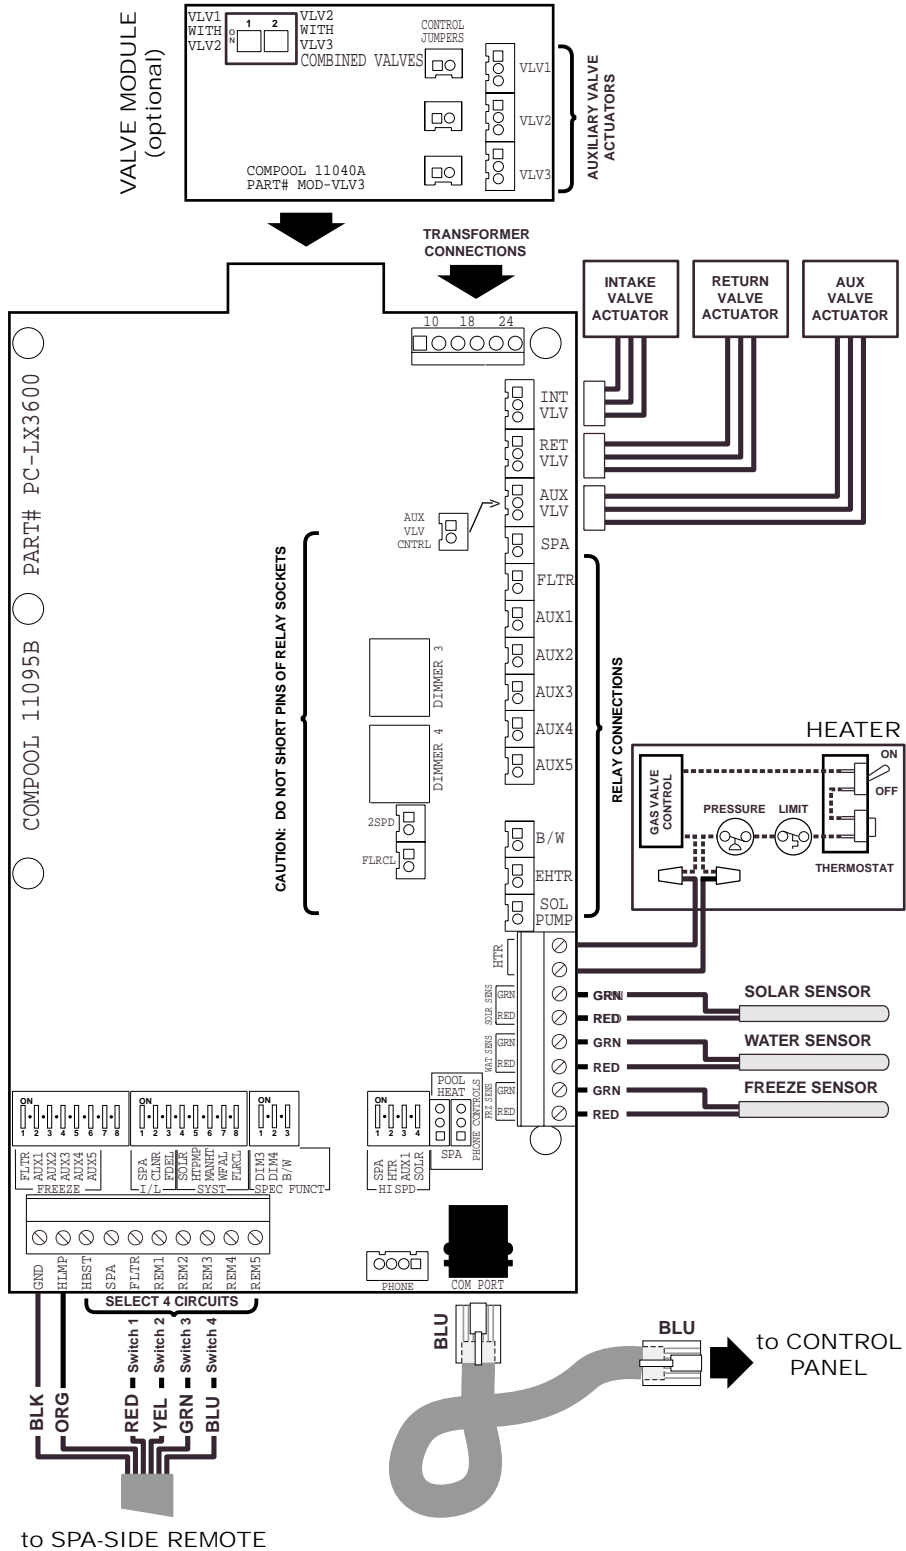 VALVE MODULE
(optional)
VLV1
WITH
VLV2
ON
1 2
VLV2
WITH
VLV3
COMBINED VALVES
CONTROL
JUMPERS
VLV1
VLV2
VLV3
COMPOOL 11040A
PART# MOD-VLV3
AUXILIARY VALVE
ACTUATORS
TRANSFORMER
CONNECTIONS
10 18 24
INTAKE
VALVE
ACTUATOR
RETURN
VALVE
ACTUATOR
AUX
VALVE
ACTUATOR
COMPOOL 11095B PART# PC-LX3600
INT
VLV
RET
VLV
AUX
VLV
AUX
VLV
CNTRL
SPA
FLTR
AUX1
AUX2
AUX3
AUX4
AUX5
B/W
EHTR
SOL
PUMP
CAUTION: DO NOT SHORT PINS OF RELAY SOCKETS
DIMMER 3
DIMMER 4
2SPD
FLRCL
RELAY CONNECTIONS
HEATER
GAS VALVE
CONTROL
PRESSURE
LIMIT
ON
OFF
THERMOSTAT
HTR
SOLR SENS
GRN
RED
WAT SENS
GRN
RED
FRZ SENS
GRN
RED
GRN
RED
GRN
RED
GRN
RED
SOLAR SENSOR
WATER SENSOR
FREEZE SENSOR
POOL
HEAT
SPA
PHONE CONTROLS
ON
1 2 3 4 5 6 7 8
FLTR
AUX1
AUX2
AUX3
AUX4
AUX5
FREEZE
ON
1 2 3 4 5 6 7 8
SPA
CLNR
FDEL
SOLR
HTPMP
MANHT
WFAL
FLRCL
I/L
SYST
ON
1 2 3
DIM3
DIM4
B/W
SPEC FUNCT
ON
1 2 3 4
SPA
HTR
AUX1
SOLR
HISPD
GND
HLMP
HBST
SPA
FLTR
REM1
REM2
REM3
REM4
REM5
PHONE
COM PORT
SELECT 4 CIRCUITS
BLK
ORG
RED Switch 1
YEL Switch 2
GRN Switch 3
BLU Switch 4
to SPA-SIDE REMOTE
BLU
BLU
to CONTROL
PANEL